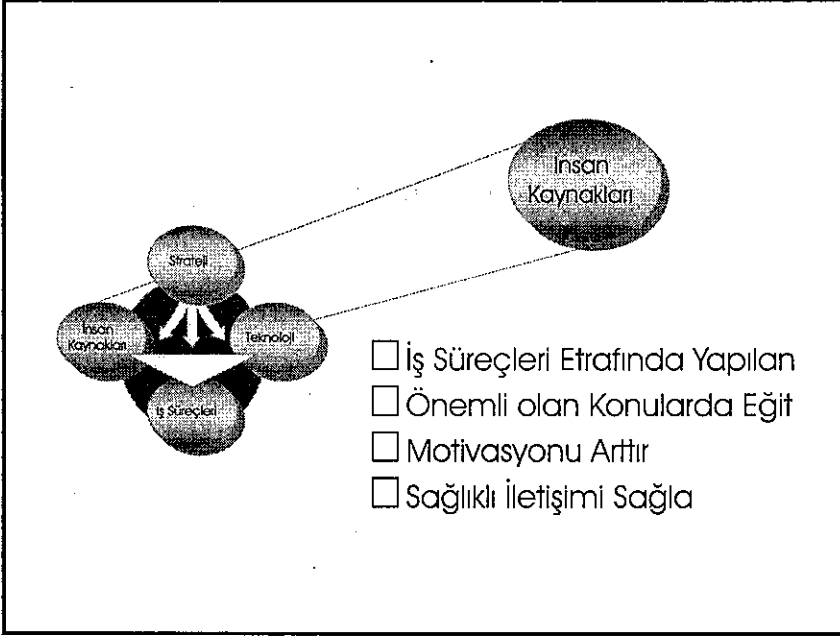 İnsan
Kaynakları
Strateji
İnsan
Kaynakları
Teknoloji
İş Süreçleri
İş Süreçleri Etrafında Yapılan
Önemli olan Konularda Eğit
Motivasyonu Arttır
Sağlıklı İletişimi Sağla